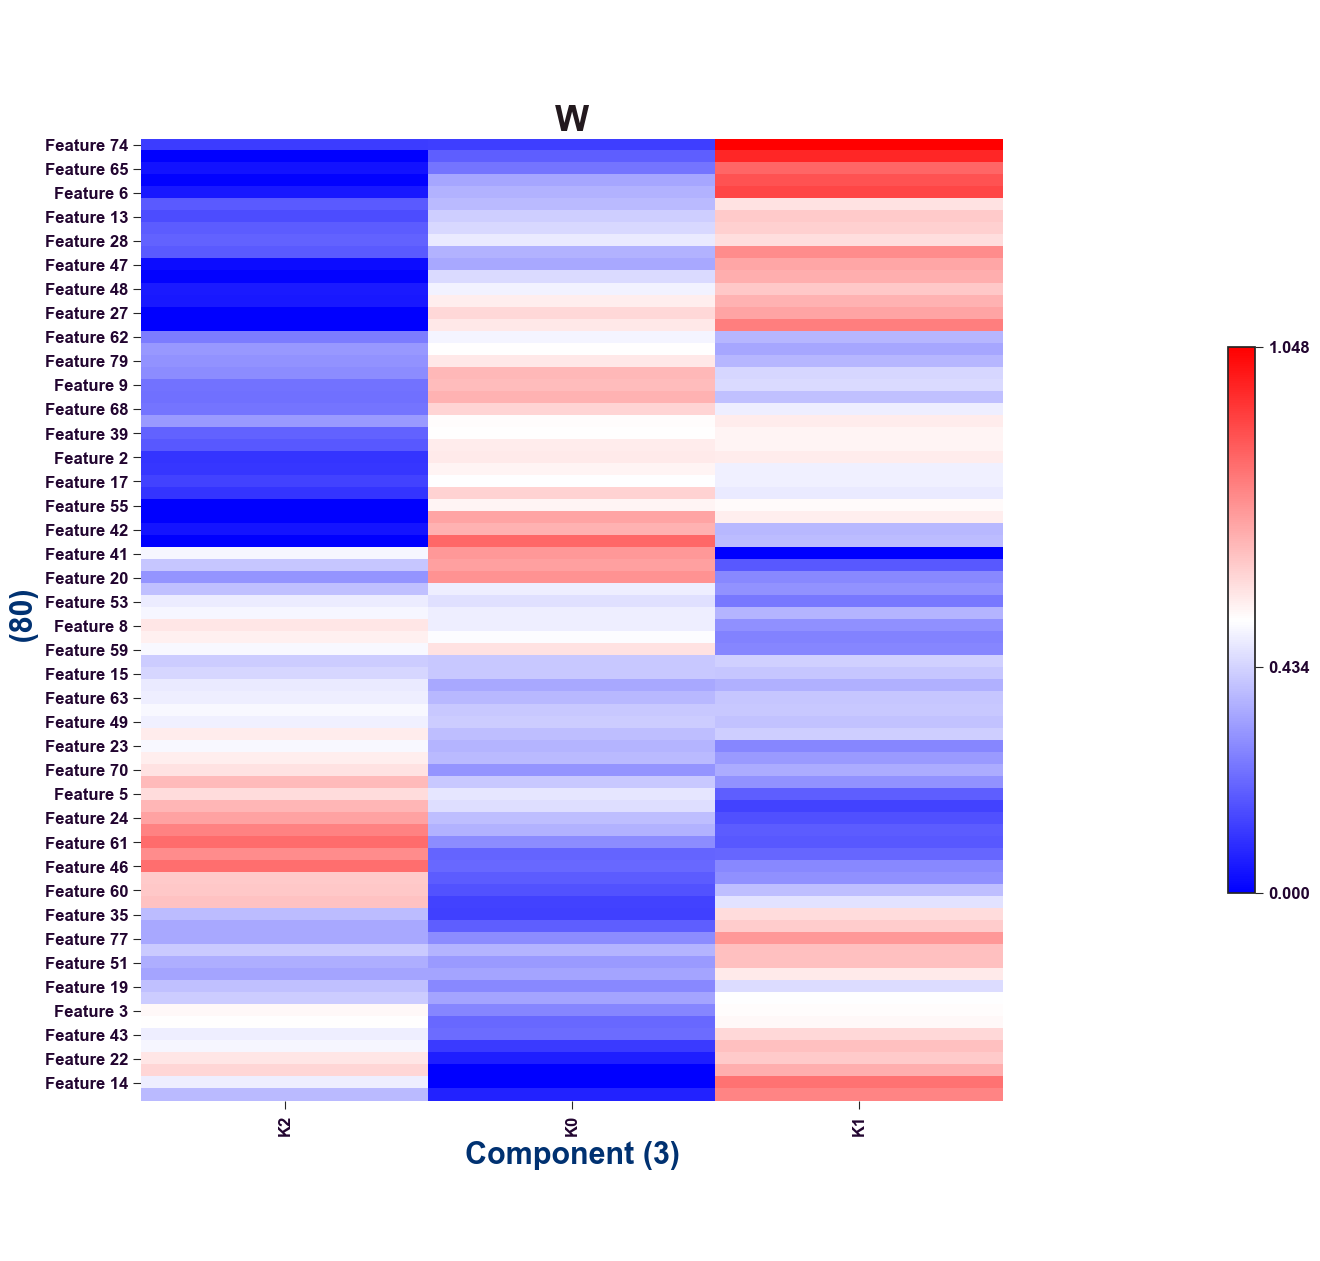 W
Feature 74
Feature 65
Feature 6
Feature 13
Feature 28
Feature 47
Feature 48
Feature 27
Feature 62
Feature 79
Feature 9
Feature 68
Feature 39
Feature 2
Feature 17
Feature 55
Feature 42
Feature 41
Feature 20
Feature 53
Feature 8
Feature 59
Feature 15
Feature 63
Feature 49
Feature 23
Feature 70
Feature 5
Feature 24
Feature 61
Feature 46
Feature 60
Feature 35
Feature 77
Feature 51
Feature 19
Feature 3
Feature 43
Feature 22
Feature 14
(80)
K2
K0
K1
Component (3)
1.048
0.434
0.000